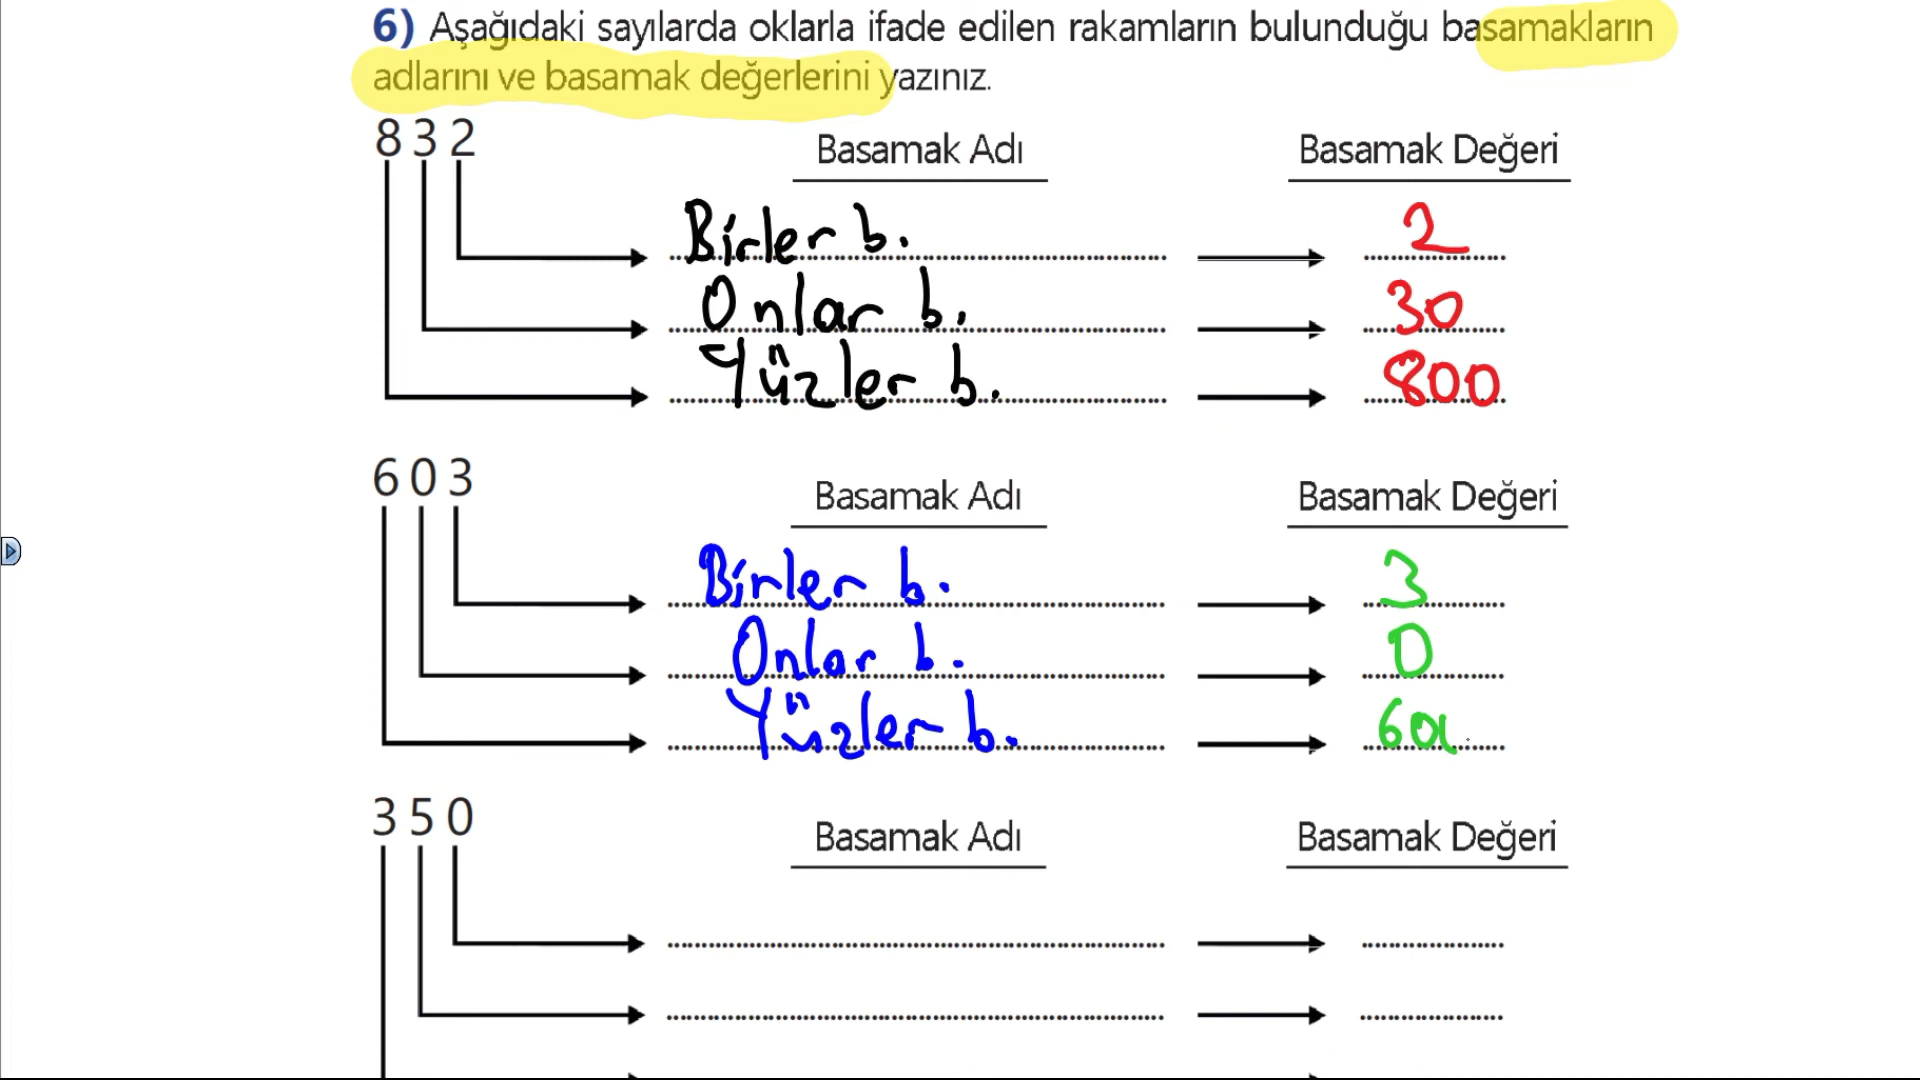 6) Aşağıdaki sayılarda oklarla ifade edilen rakamların bulunduğu basamakların
adlarını ve basamak değerlerini yazınız.
832 Basamak Adı Basamak Değeri
Birler b. 2
Onlar b. 30
Yüzler b. 800
603 Basamak Adı Basamak Değeri
Birler b. 3
Onlar b. 0
Yüzler b.
350 Basamak Adı Basamak Değeri